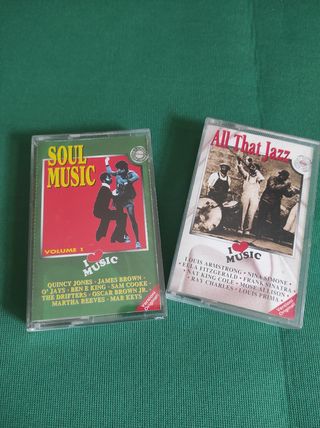 SOUL
MUSIC
VOLUME 1
I
MUSIC
QUINCY JONES - JAMES BROWN
O' JAYS - BEN E KING - SAM COOKE
THE DRIFTERS - OSCAR BROWN JR.
MARTHA REEVES - MAR KEYS
All That Jazz
I
MUSIC
LOUIS ARMSTRONG - NINA SIMONE
• ELLA FITZGERALD • FRANK SINATRA
• NAT KING COLE • MOSE ALLISON •
RAY CHARLES - LOUIS PRIMA